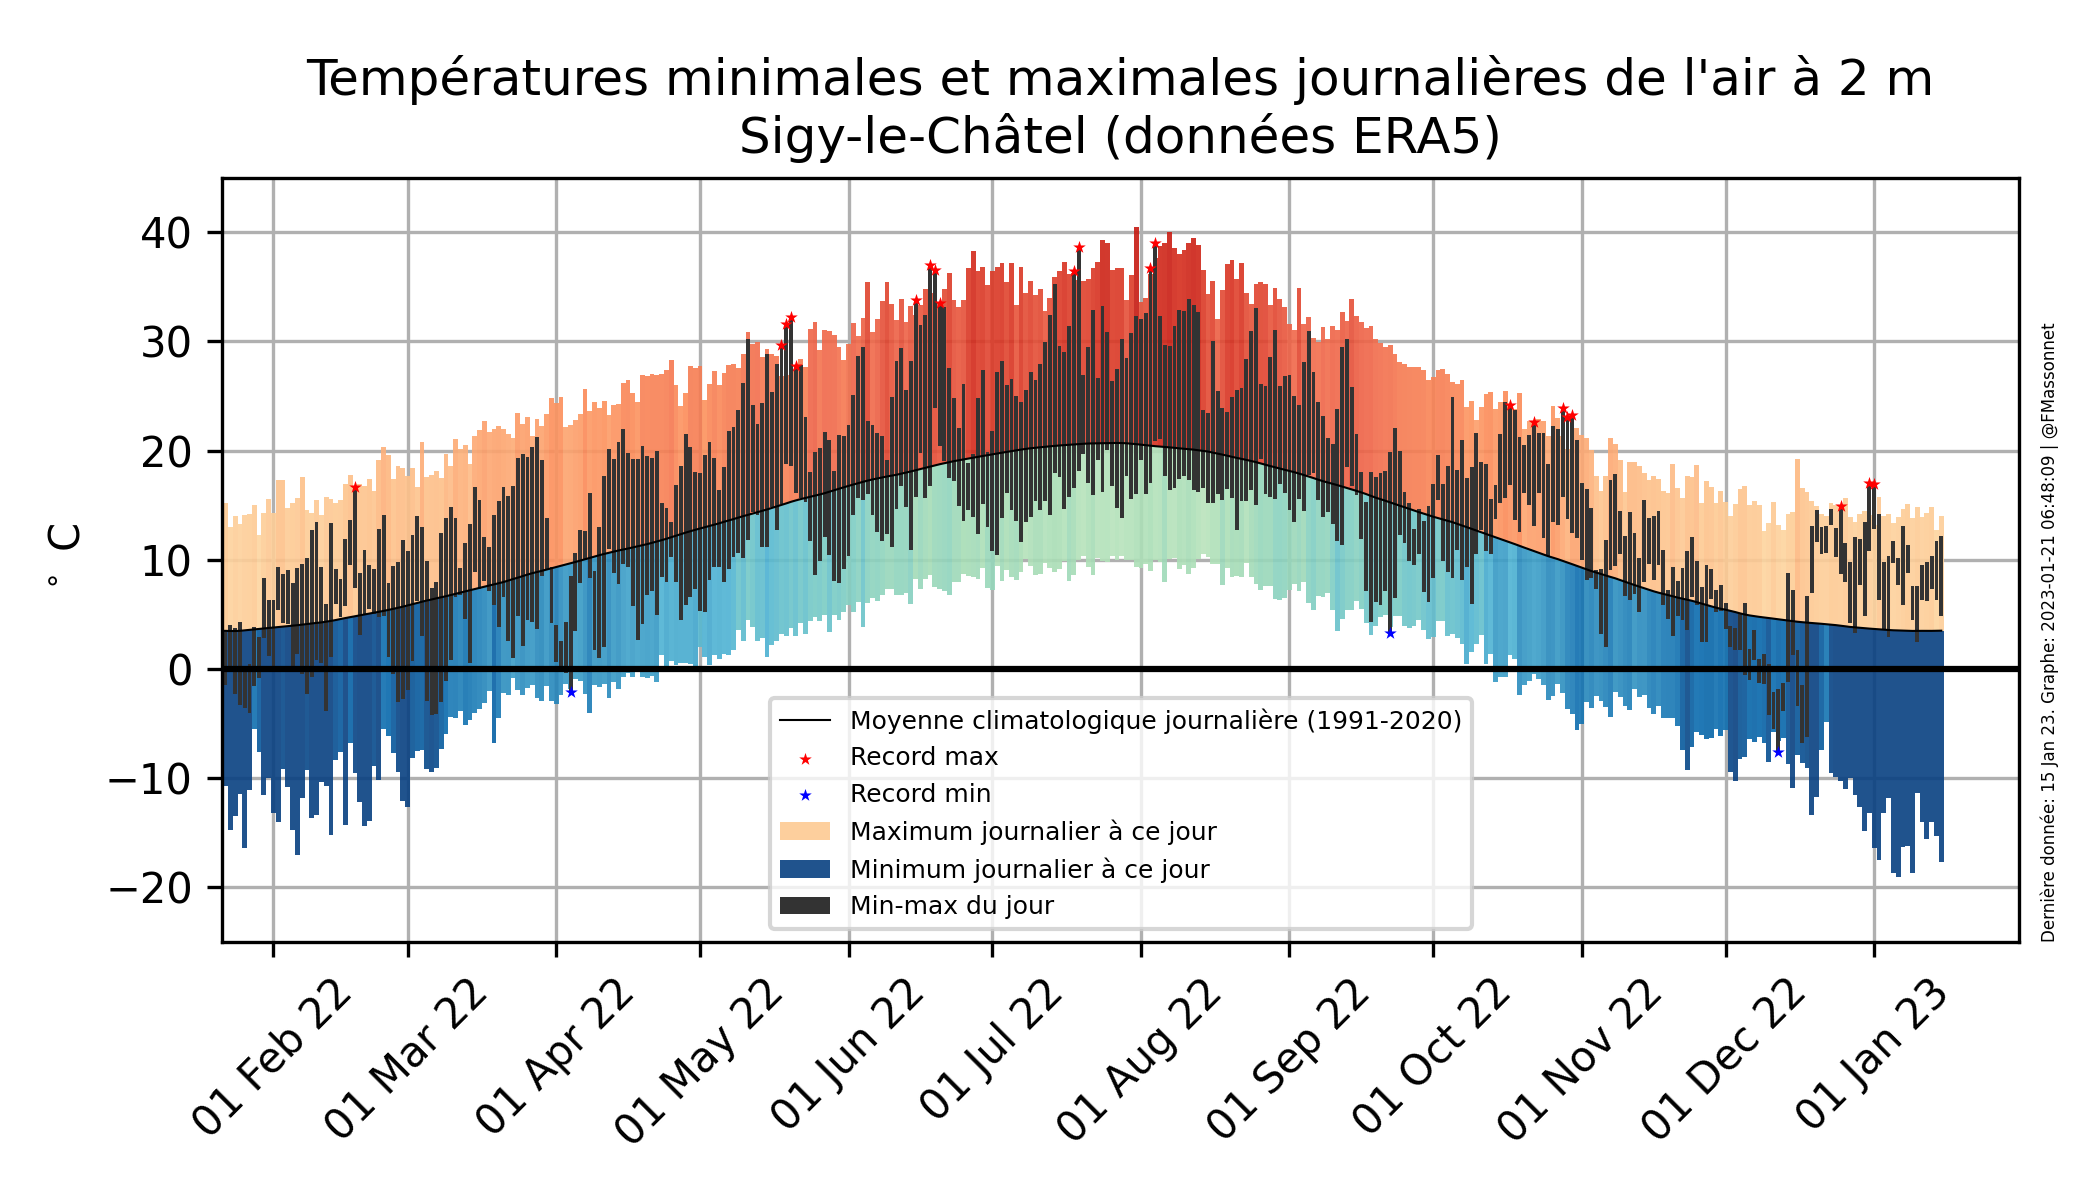 Températures minimales et maximales journalières de l'air à 2 m
Sigy-le-Châtel (données ERA5)
° C
40
30
20
10
0
−10
−20
Moyenne climatologique journalière (1991-2020)
Record max
Record min
Maximum journalier à ce jour
Minimum journalier à ce jour
Min-max du jour
01 Feb 22
01 Mar 22
01 Apr 22
01 May 22
01 Jun 22
01 Jul 22
01 Aug 22
01 Sep 22
01 Oct 22
01 Nov 22
01 Dec 22
01 Jan 23
Dernière donnée: 15 Jan 23. Graphe: 2023-01-21 06:48:09 | @FMassonnet